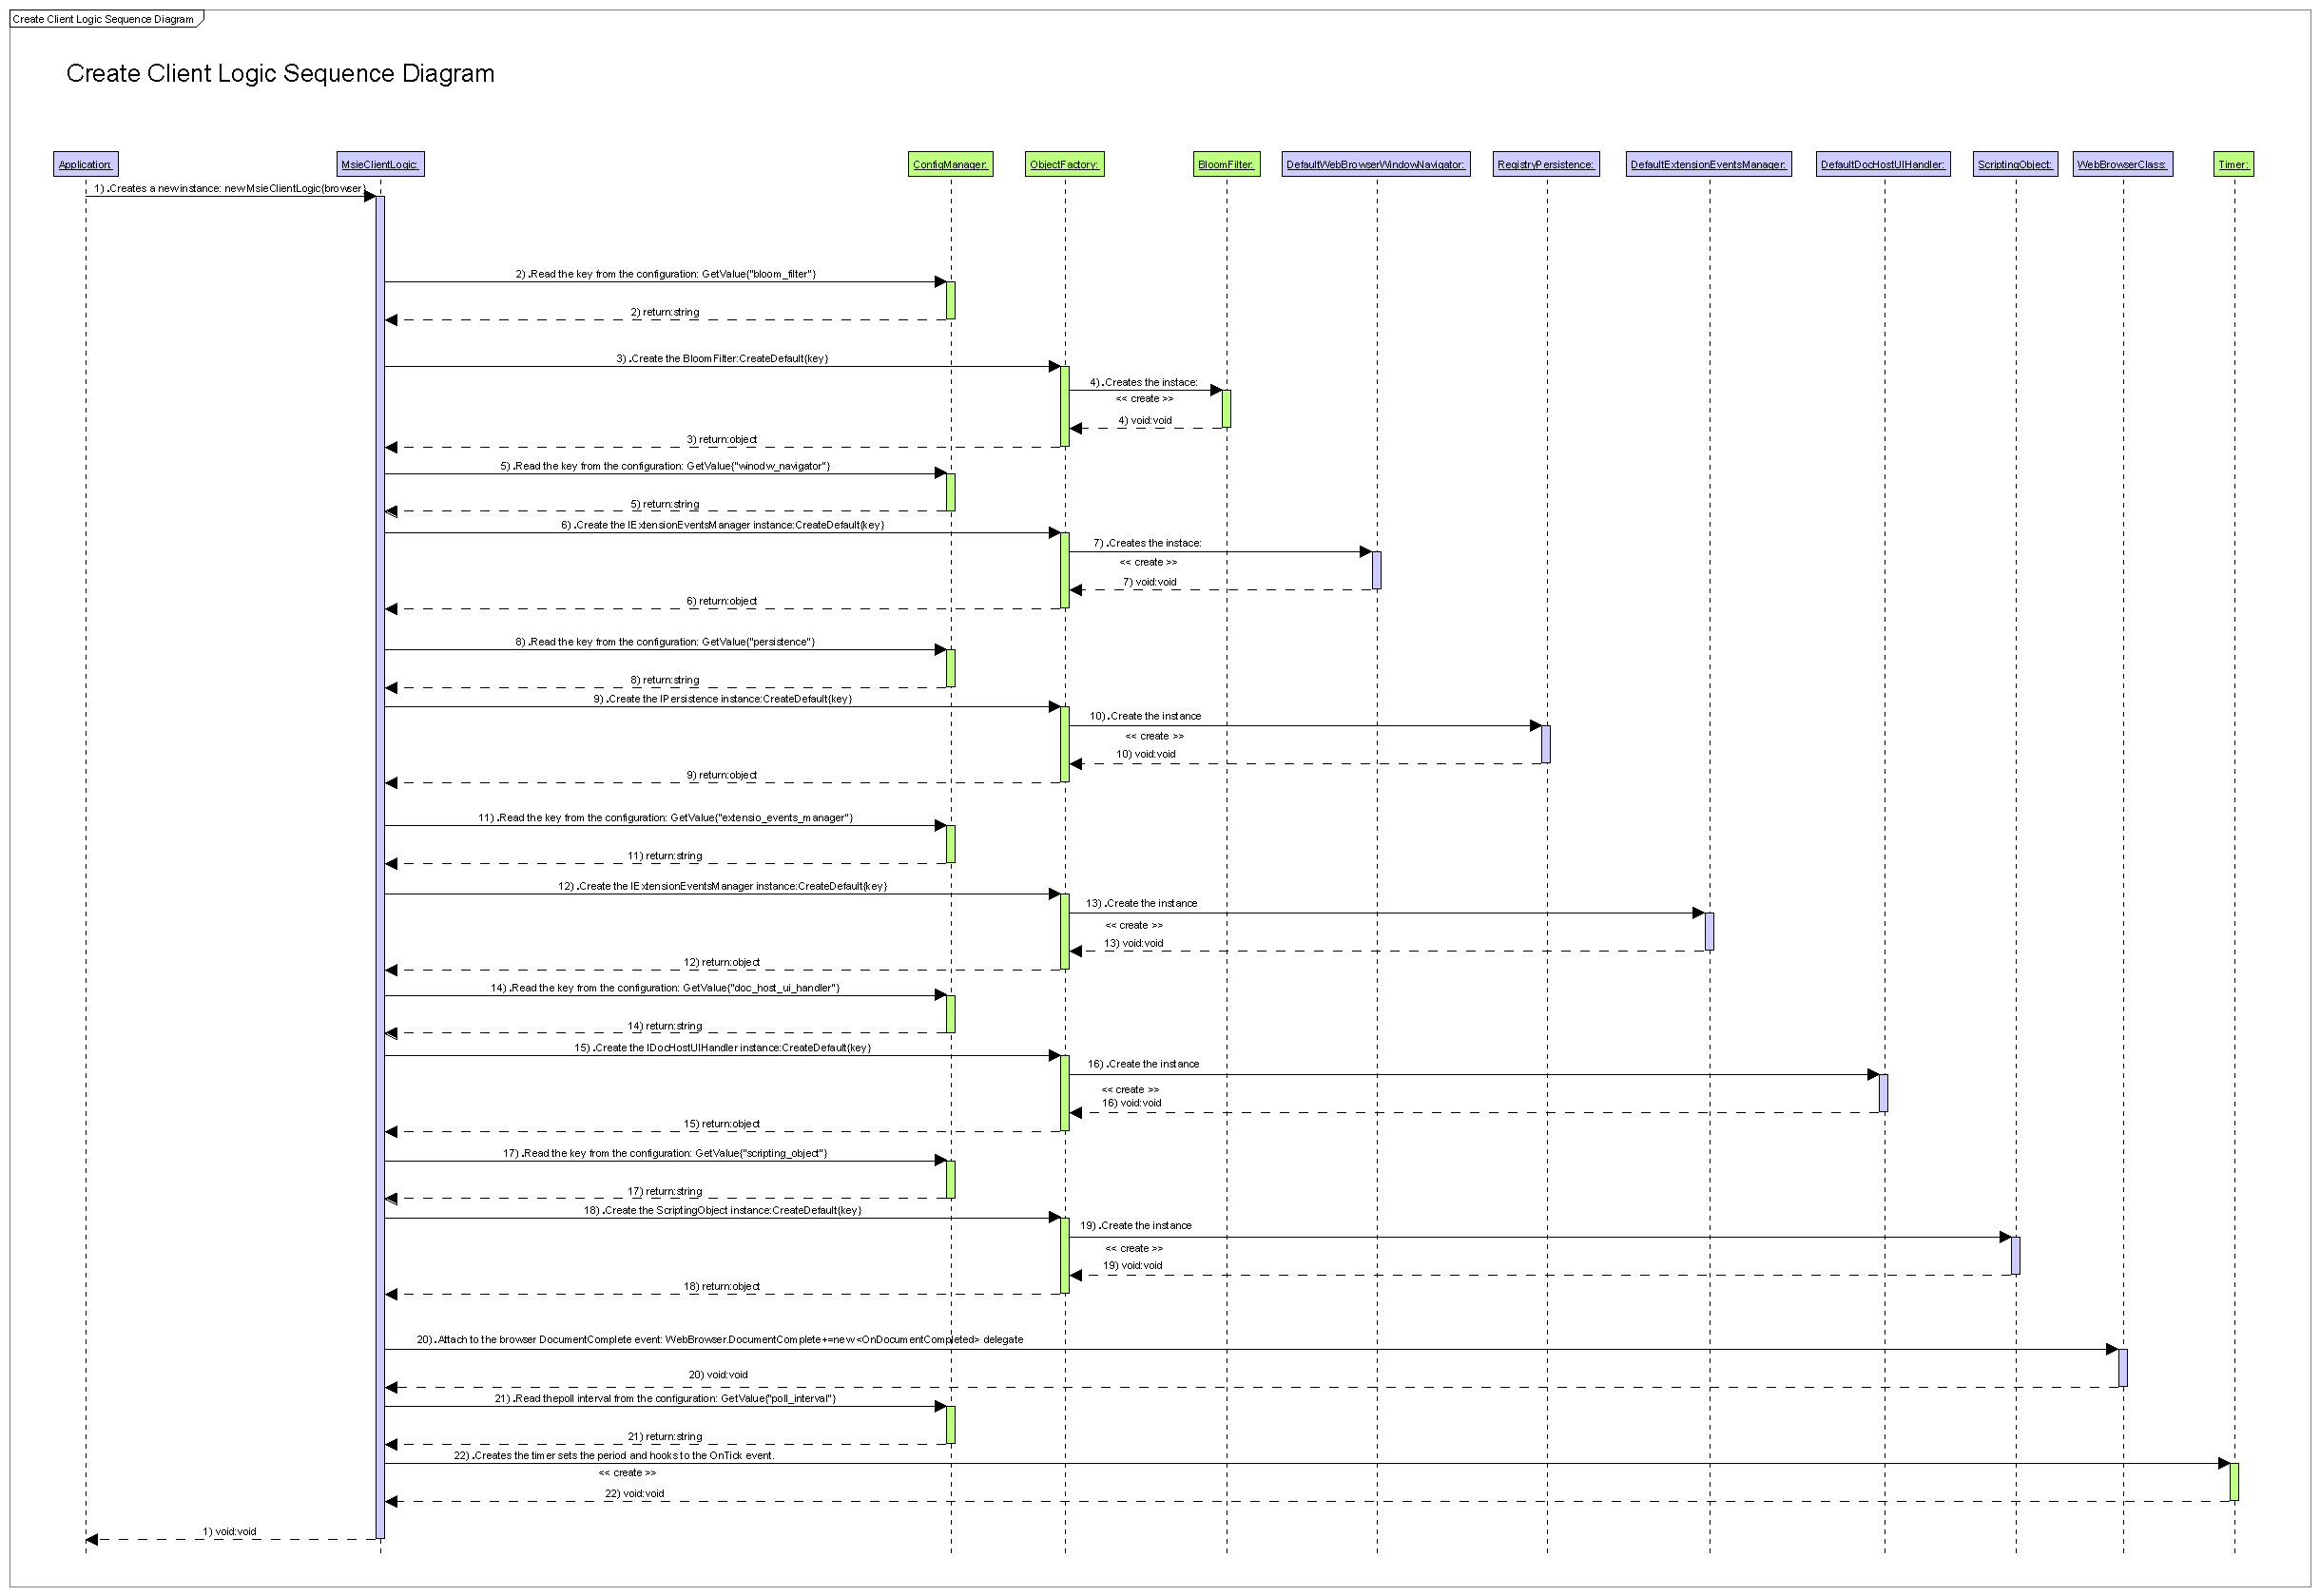 Create Client Logic Sequence Diagram
Create Client Logic Sequence Diagram
Application:
MsieClientLogic:
ConfigManager:
ObjectFactory:
BloomFilter:
DefaultWebBrowserWindowNavigator:
RegistryPersistence:
DefaultExtensionEventsManager:
DefaultDocHostUIHandler:
ScriptingObject:
WebBrowserClass:
Timer:
1) .Creates a new instance: new MsieClientLogic(browser)
2) .Read the key from the configuration: GetValue("bloom_filter")
2) return:string
3) .Create the BloomFilter:CreateDefault(key)
4) .Creates the instace:
<< create >>
4) void:void
3) return:object
5) .Read the key from the configuration: GetValue("winodw_navigator")
5) return:string
6) .Create the IExtensionEventsManager instance:CreateDefault(key)
7) .Creates the instace:
<< create >>
7) void:void
6) return:object
8) .Read the key from the configuration: GetValue("persistence")
8) return:string
9) .Create the IPersistence instance:CreateDefault(key)
10) .Create the instance
<< create >>
10) void:void
9) return:object
11) .Read the key from the configuration: GetValue("extensio_events_manager")
11) return:string
12) .Create the IExtensionEventsManager instance:CreateDefault(key)
13) .Create the instance
<< create >>
13) void:void
12) return:object
14) .Read the key from the configuration: GetValue("doc_host_ui_handler")
14) return:string
15) .Create the IDocHostUIHandler instance:CreateDefault(key)
16) .Create the instance
<< create >>
16) void:void
15) return:object
17) .Read the key from the configuration: GetValue("scripting_object")
17) return:string
18) .Create the ScriptingObject instance:CreateDefault(key)
19) .Create the instance
<< create >>
19) void:void
18) return:object
20) .Attach to the browser DocumentComplete event: WebBrowser.DocumentComplete+=new <OnDocumentCompleted> delegate
20) void:void
21) .Read thepoll interval from the configuration: GetValue("poll_interval")
21) return:string
22) .Creates the timer sets the period and hooks to the OnTick event.
<< create >>
22) void:void
1) void:void